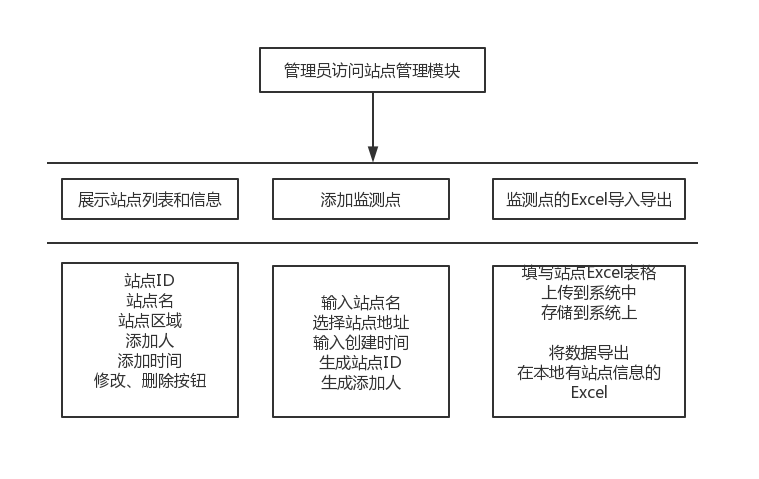 管理员访问站点管理模块
展示站点列表和信息
添加监测点
监测点的Excel导入导出
站点ID
站点名
站点区域
添加人
添加时间
修改、删除按钮
输入站点名
选择站点地址
输入创建时间
生成站点ID
生成添加人
填写站点Excel表格
上传到系统中
存储到系统上
将数据导出
在本地有站点信息的
Excel